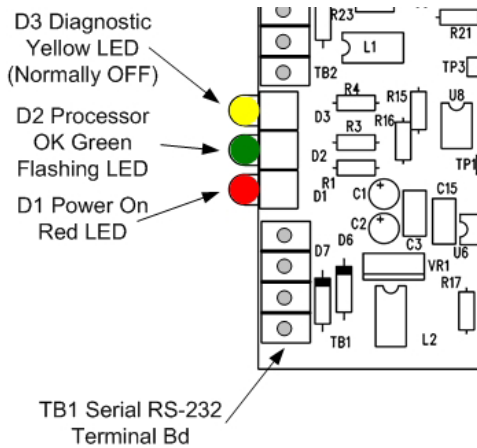 D3 Diagnostic
Yellow LED
(Normally OFF)
D2 Processor
OK Green
Flashing LED
D1 Power On
Red LED
TB1 Serial RS-232
Terminal Bd
R23
L1
R21
TB2
TP3
R4
R15
U8
D3
R16
R3
D2
TP1
R1
D1
C1
C15
C2
C3
U6
D7
D6
VR1
R17
TB1
L2